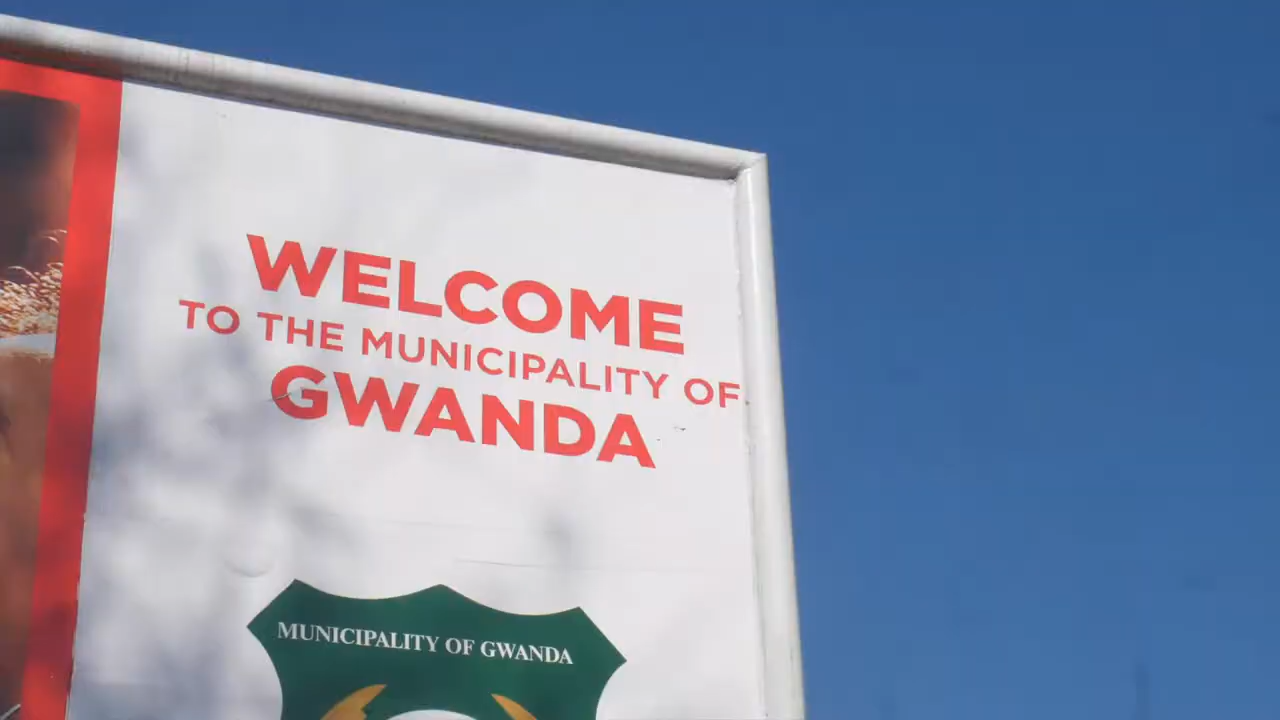 WELCOME
TO THE MUNICIPALITY OF
GWANDA
MUNICIPALITY OF GWANDA